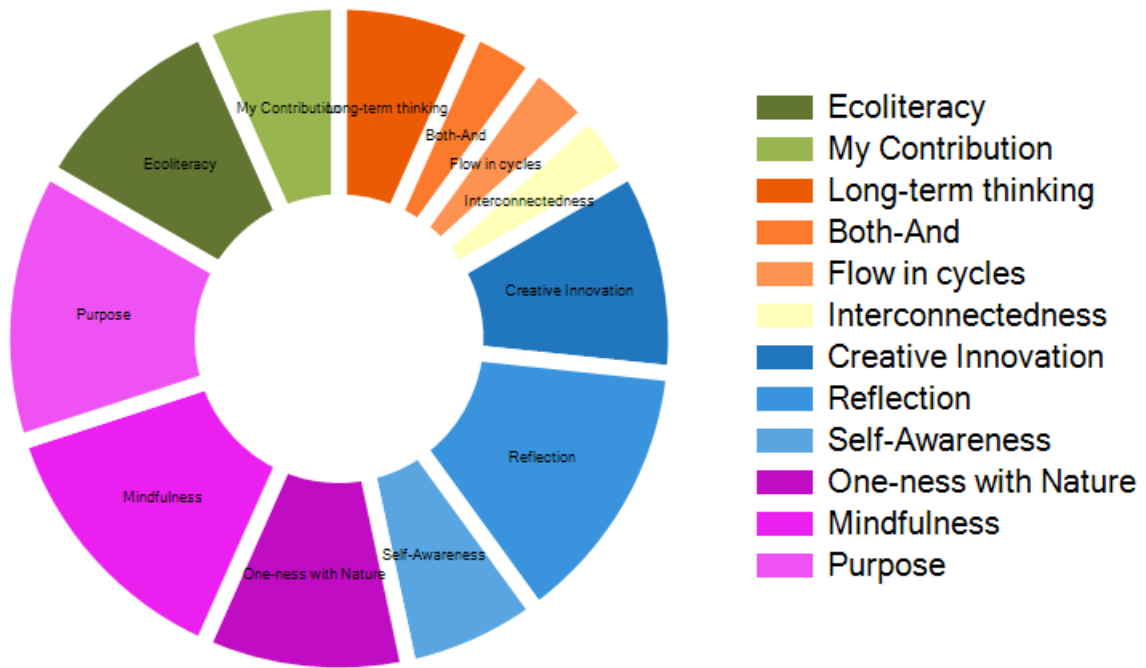 My Contribution
Long-term thinking
Both-And
Ecoliteracy
Flow in cycles
Interconnectedness
Creative Innovation
Purpose
Reflection
Mindfulness
Self-Awareness
One-ness with Nature
Ecoliteracy
My Contribution
Long-term thinking
Both-And
Flow in cycles
Interconnectedness
Creative Innovation
Reflection
Self-Awareness
One-ness with Nature
Mindfulness
Purpose